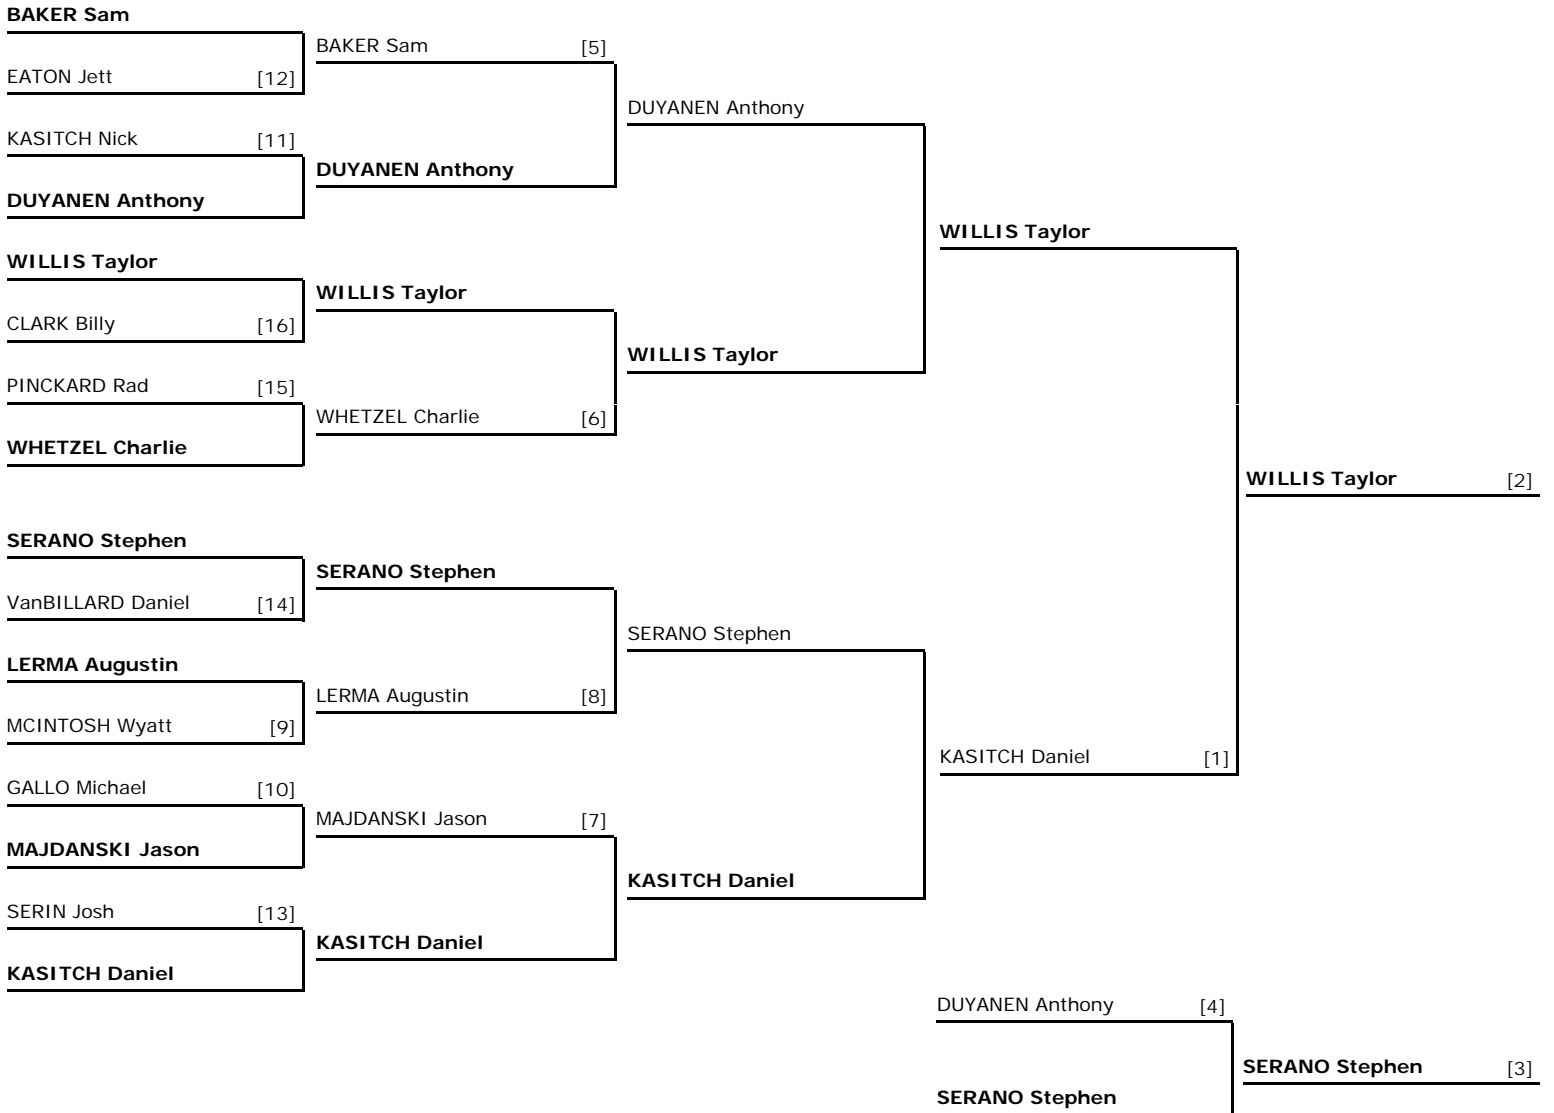 BAKER Sam
EATON Jett [12]
KASITCH Nick [11]
DUYANEN Anthony
WILLIS Taylor
CLARK Billy [16]
PINCKARD Rad [15]
WHETZEL Charlie
SERANO Stephen
VanBILLARD Daniel [14]
LERMA Augustin
MCINTOSH Wyatt [9]
GALLO Michael [10]
MAJDANSKI Jason
SERIN Josh [13]
KASITCH Daniel
BAKER Sam [5]
DUYANEN Anthony
WILLIS Taylor
WHETZEL Charlie [6]
SERANO Stephen
LERMA Augustin [8]
MAJDANSKI Jason [7]
KASITCH Daniel
DUYANEN Anthony
WILLIS Taylor
SERANO Stephen
KASITCH Daniel
WILLIS Taylor
KASITCH Daniel [1]
WILLIS Taylor [2]
DUYANEN Anthony [4]
SERANO Stephen
SERANO Stephen [3]